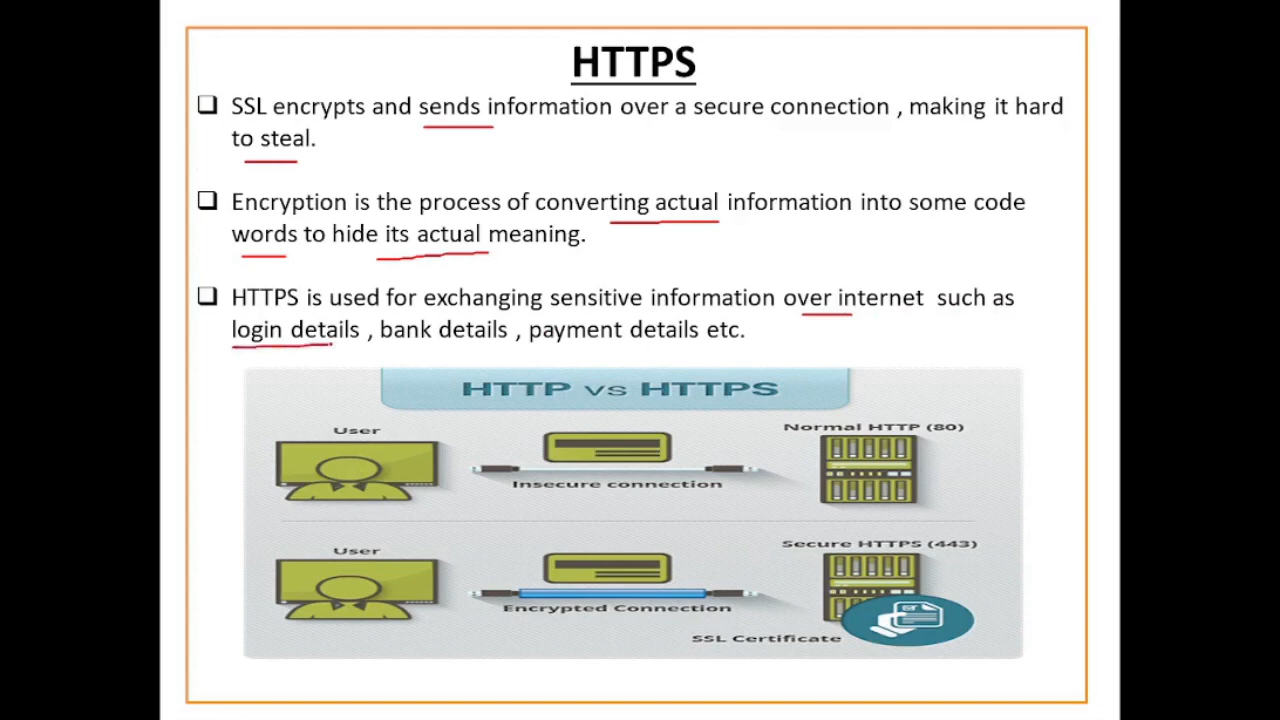 HTTPS
SSL encrypts and sends information over a secure connection , making it hard
to steal.
Encryption is the process of converting actual information into some code
words to hide its actual meaning.
HTTPS is used for exchanging sensitive information over internet such as
login details , bank details , payment details etc.
HTTP vs HTTPS
User
Normal HTTP (80)
Insecure connection
User
Secure HTTPS (443)
Encrypted Connection
SSL Certificate